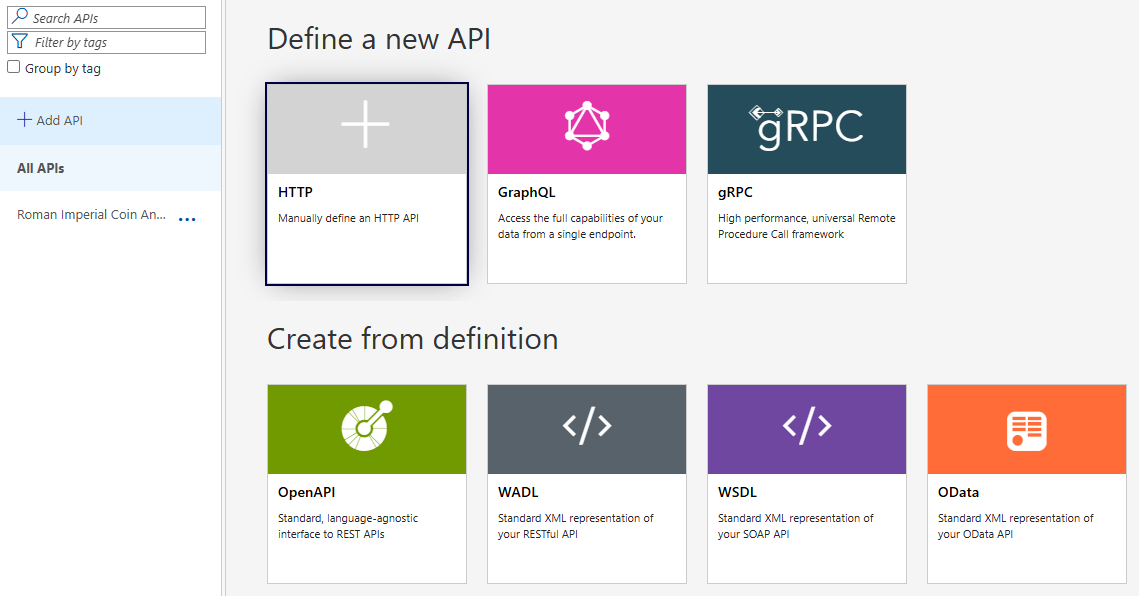 Search APIs
Filter by tags
Group by tag
Add API
All APIs
Roman Imperial Coin An...
Define a new API
HTTP
Manually define an HTTP API
GraphQL
Access the full capabilities of your
data from a single endpoint.
gRPC
gRPC
High performance, universal Remote
Procedure Call framework
Create from definition
OpenAPI
Standard, language-agnostic
interface to REST APIs
WADL
Standard XML representation of
your RESTful API
WSDL
Standard XML representation of
your SOAP API
OData
Standard XML representation of
your OData API